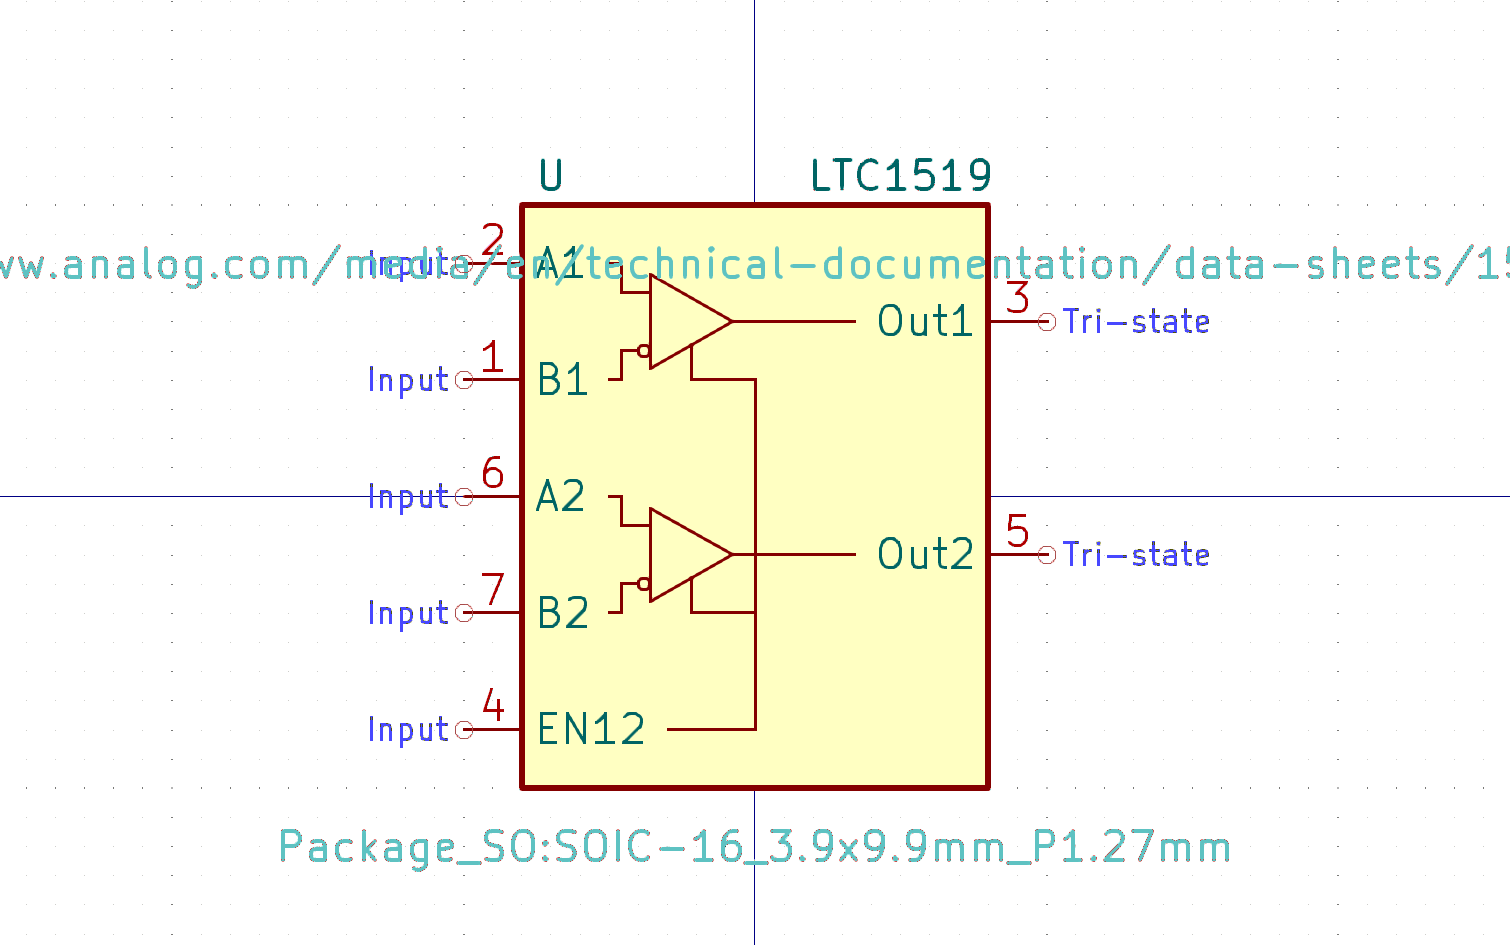 U LTC1519
2
Input A1
ww.analog.com/media/en/technical-documentation/data-sheets/15
3
Out1 Tri-state
1
Input B1
6
Input A2
5
Out2 Tri-state
7
Input B2
4
Input EN12
Package_SO:SOIC-16_3.9x9.9mm_P1.27mm